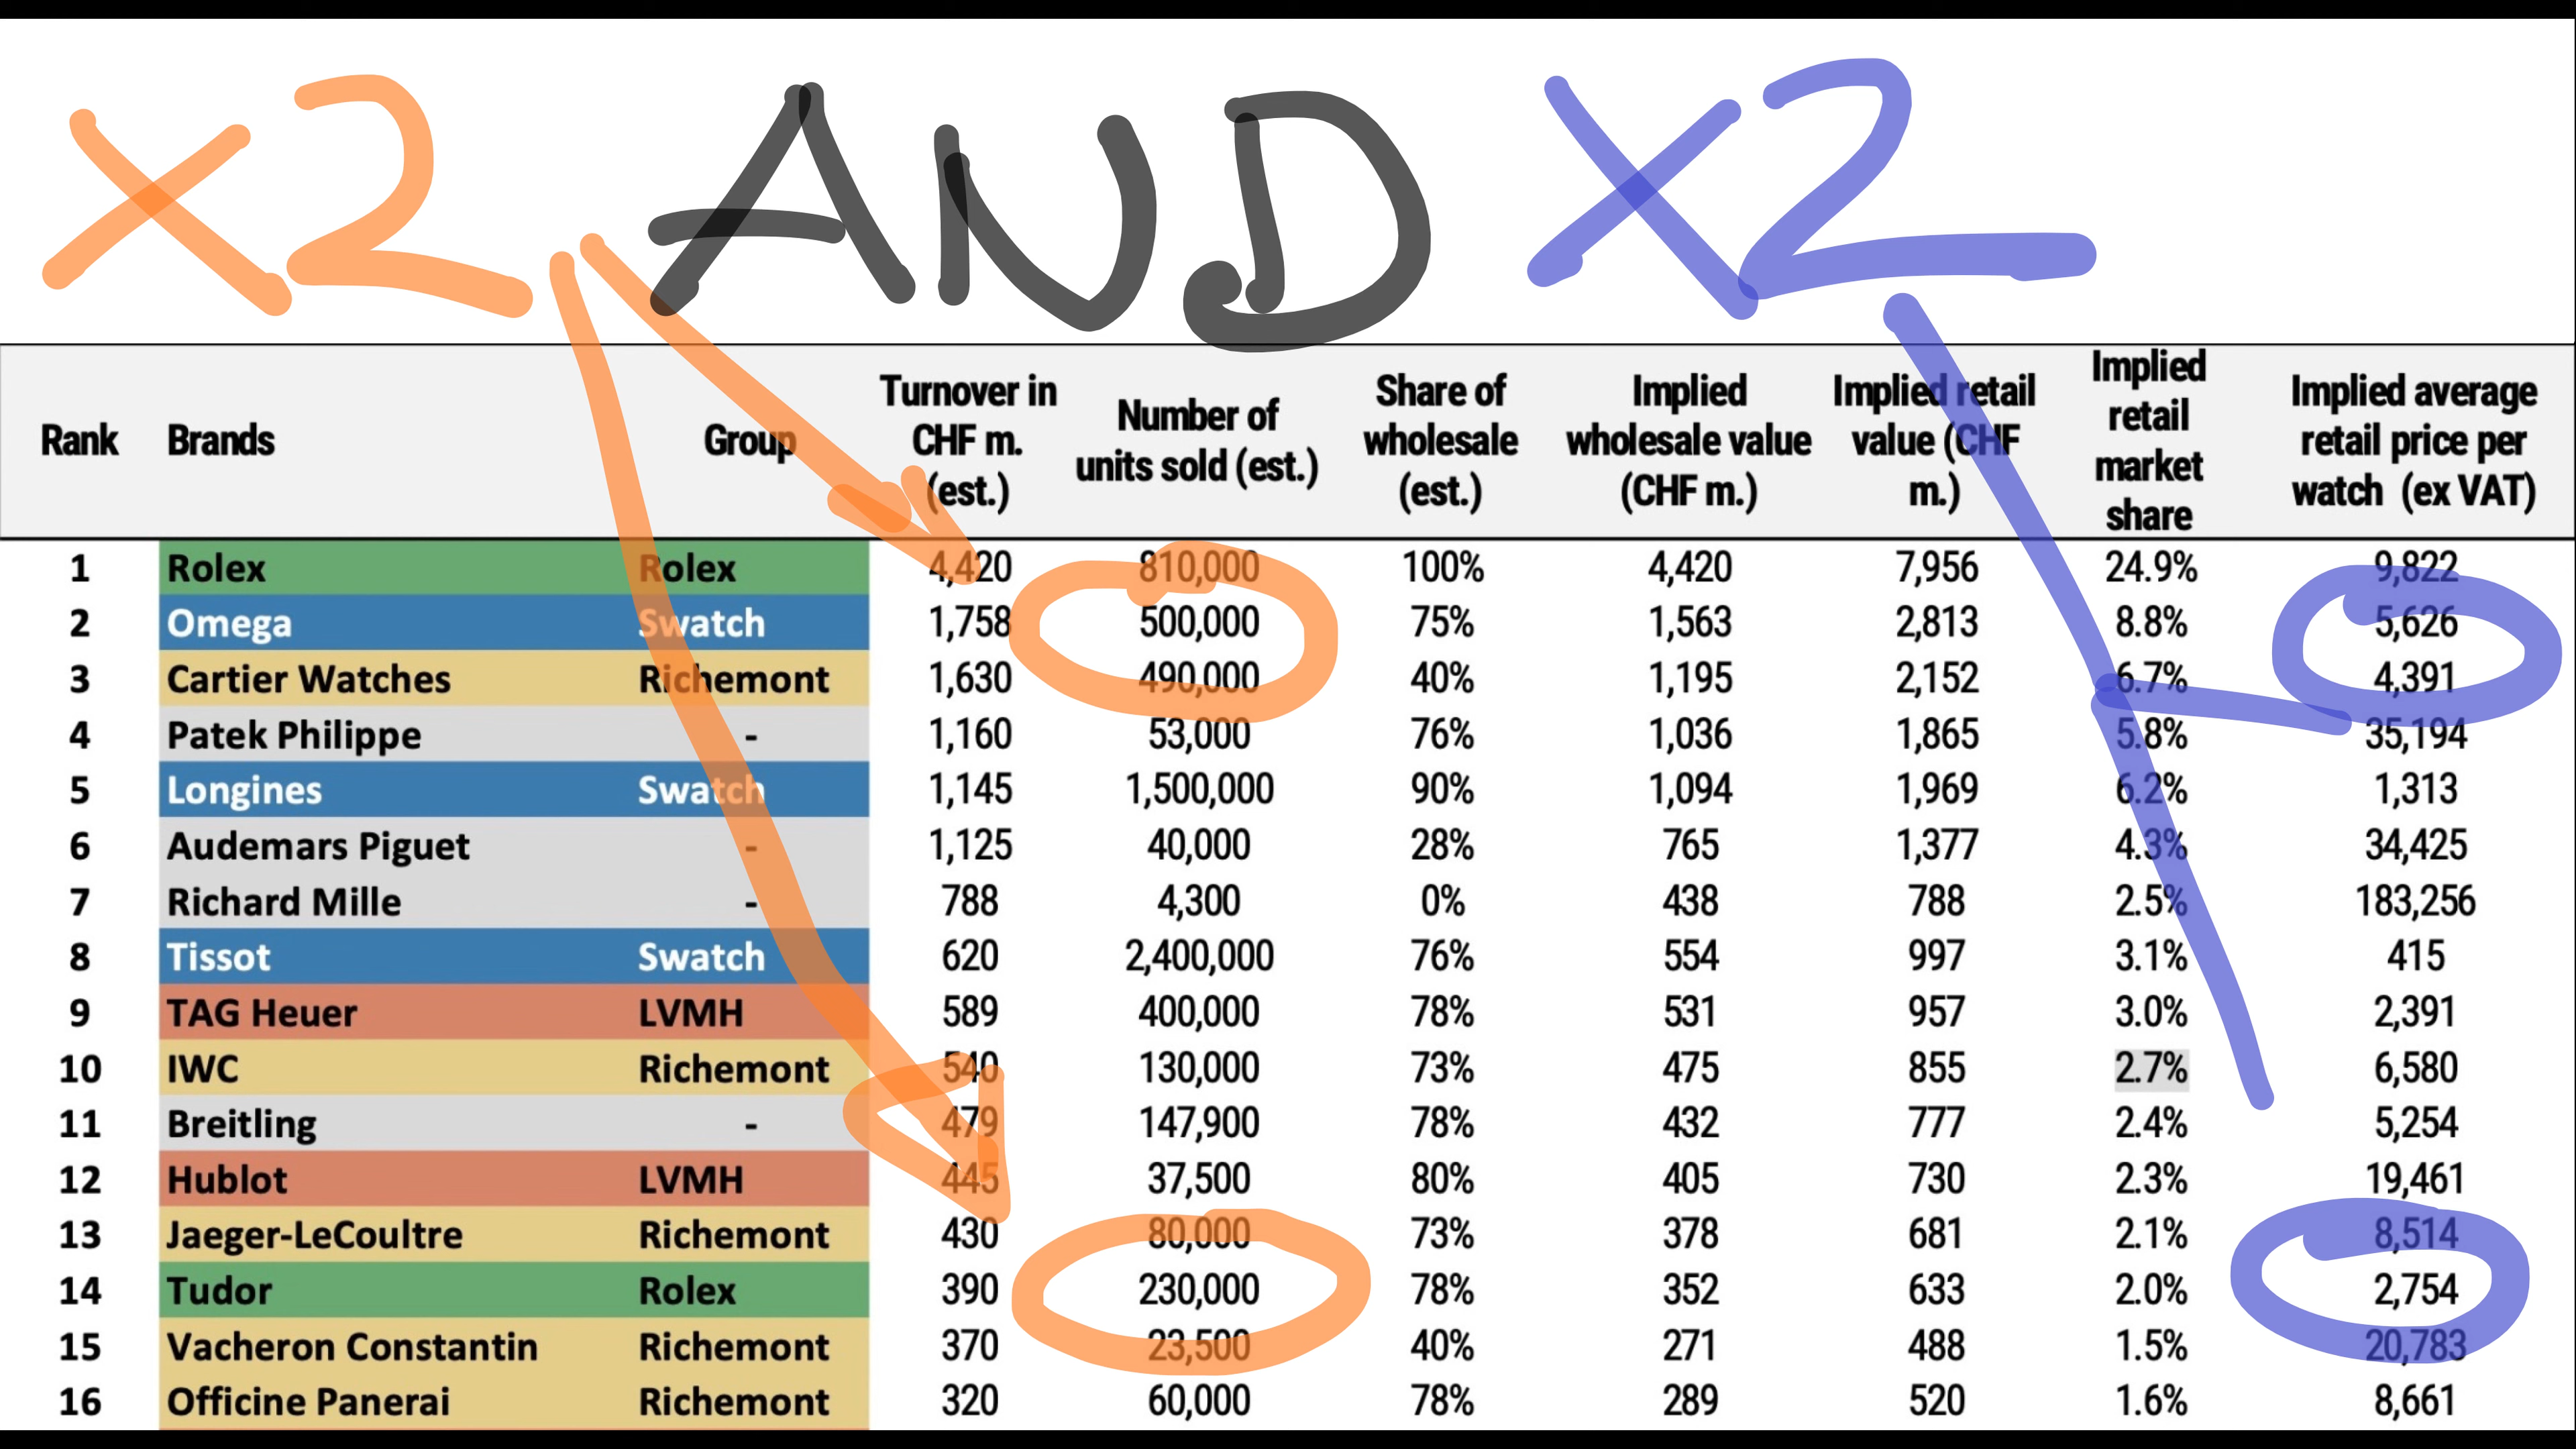 x2 AND x2
Rank Brands Group Turnover in CHF m. (est.) Number of units sold (est.) Share of wholesale (est.) Implied wholesale value (CHF m.) Implied retail value (CHF m.) Implied retail market share Implied average retail price per watch (ex VAT)
1 Rolex Rolex 4,420 810,000 100% 4,420 7,956 24.9% 9,822
2 Omega Swatch 1,758 500,000 75% 1,563 2,813 8.8% 5,626
3 Cartier Watches Richemont 1,630 490,000 40% 1,195 2,152 6.7% 4,391
4 Patek Philippe - 1,160 53,000 76% 1,036 1,865 5.8% 35,194
5 Longines Swatch 1,145 1,500,000 90% 1,094 1,969 6.2% 1,313
6 Audemars Piguet - 1,125 40,000 28% 765 1,377 4.3% 34,425
7 Richard Mille - 788 4,300 0% 438 788 2.5% 183,256
8 Tissot Swatch 620 2,400,000 76% 554 997 3.1% 415
9 TAG Heuer LVMH 589 400,000 78% 531 957 3.0% 2,391
10 IWC Richemont 540 130,000 73% 475 855 2.7% 6,580
11 Breitling - 479 147,900 78% 432 777 2.4% 5,254
12 Hublot LVMH 445 37,500 80% 405 730 2.3% 19,461
13 Jaeger-LeCoultre Richemont 430 80,000 73% 378 681 2.1% 8,514
14 Tudor Rolex 390 230,000 78% 352 633 2.0% 2,754
15 Vacheron Constantin Richemont 370 23,500 40% 271 488 1.5% 20,783
16 Officine Panerai Richemont 320 60,000 78% 289 520 1.6% 8,661